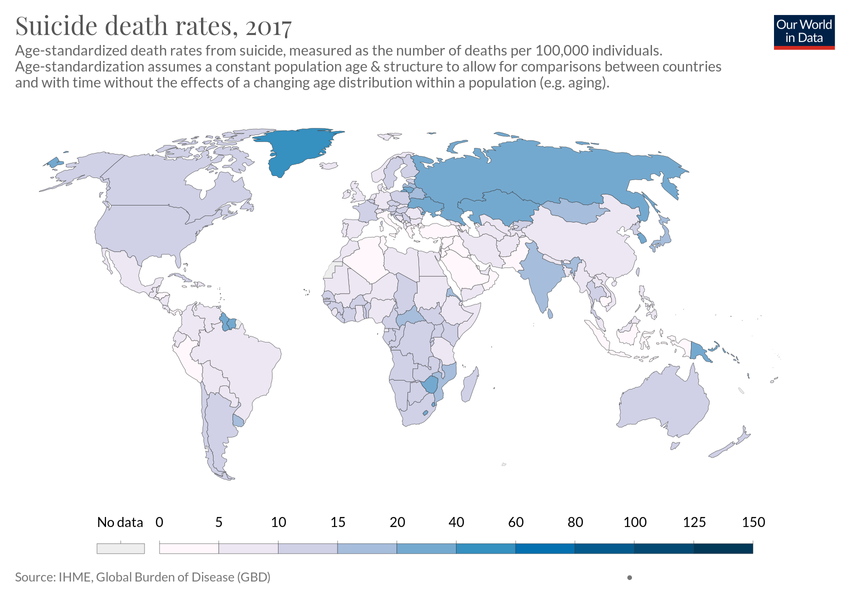 Suicide death rates, 2017
Our World
in Data
Age-standardized death rates from suicide, measured as the number of deaths per 100,000 individuals.
Age-standardization assumes a constant population age & structure to allow for comparisons between countries
and with time without the effects of a changing age distribution within a population (e.g. aging).
No data 0 5 10 15 20 40 60 80 100 125 150
Source: IHME, Global Burden of Disease (GBD)